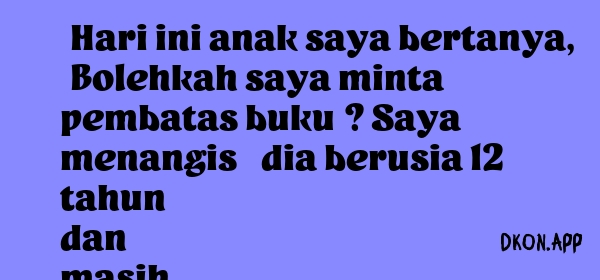 Hari ini anak saya bertanya,
Bolehkah saya minta
pembatas buku ? Saya
menangis dia berusia 12
tahun
dan
masih
DKON.APP